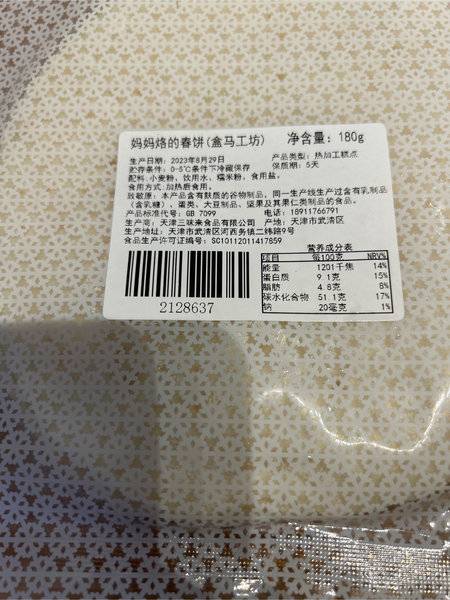 妈妈烙的春饼(盒马工坊) 净含量：180g
生产日期：2023年8月29日 产品类型：热加工糕点
贮存条件：0-5℃条件下冷藏保存 保质期：5天
配料：小麦粉、饮用水、糯米粉、食用盐。
食用方式：加热后食用。
致敏原：本产品含有麸质的谷物制品，同一生产线生产过含有乳制品
（含乳糖）、蛋类、大豆制品、坚果及其果仁类制品的食品。
产品标准号：GB 7099 电话：18911766791
生产商：天津三味来食品有限公司 产地：天津市武清区
生产地址：天津市武清区河西务镇二纬路9号
食品生产许可证编号：SC10112011417859
营养成分表
项目 每100克 NRV%
能量 1201千焦 14%
蛋白质 9.1克 15%
脂肪 4.8克 8%
碳水化合物 51.1克 17%
钠 20毫克 1%
2128637